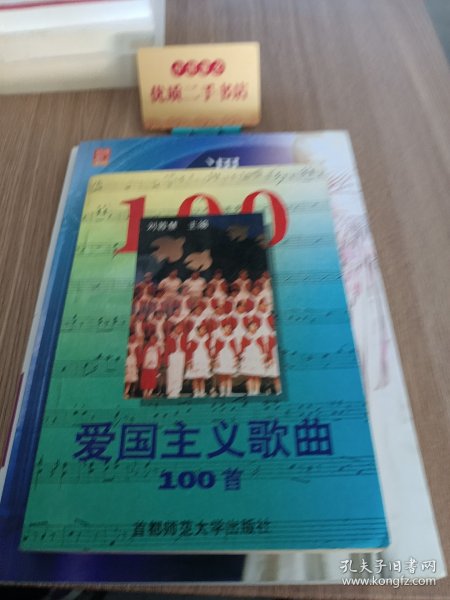 优质二手书店
100
刘苏馨 主编
爱国主义歌曲
100首
首都师范大学出版社
孔夫子旧书网
www.kongfz.com